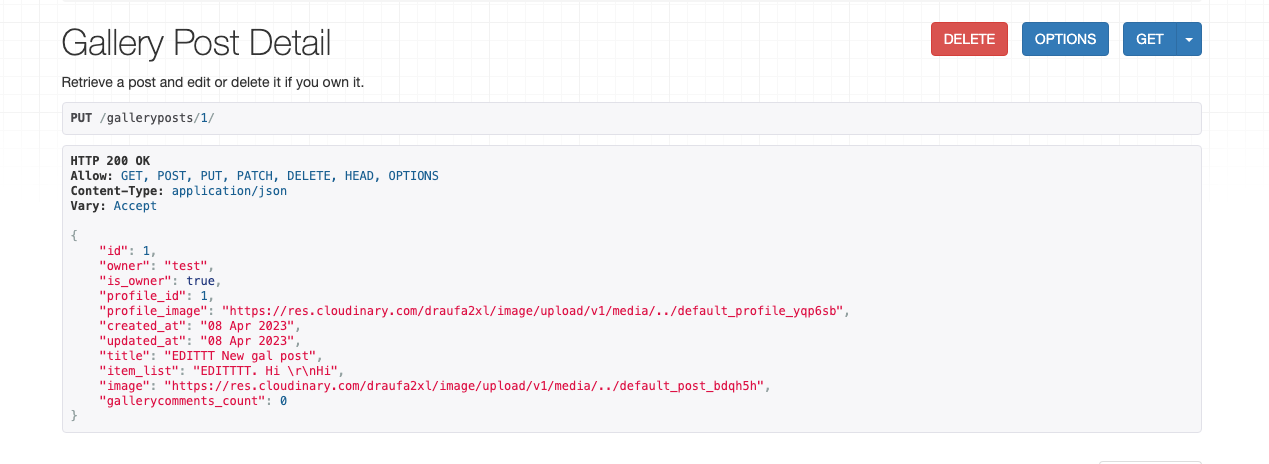 Gallery Post Detail
DELETE
OPTIONS
GET
Retrieve a post and edit or delete it if you own it.
PUT /galleryposts/1/
HTTP 200 OK
Allow: GET, POST, PUT, PATCH, DELETE, HEAD, OPTIONS
Content-Type: application/json
Vary: Accept
{
    "id": 1,
    "owner": "test",
    "is_owner": true,
    "profile_id": 1,
    "profile_image": "https://res.cloudinary.com/draufa2xl/image/upload/v1/media/../default_profile_yqp6sb",
    "created_at": "08 Apr 2023",
    "updated_at": "08 Apr 2023",
    "title": "EDITTT New gal post",
    "item_list": "EDITTTT. Hi \r\nHi",
    "image": "https://res.cloudinary.com/draufa2xl/image/upload/v1/media/../default_post_bdqh5h",
    "gallerycomments_count": 0
}